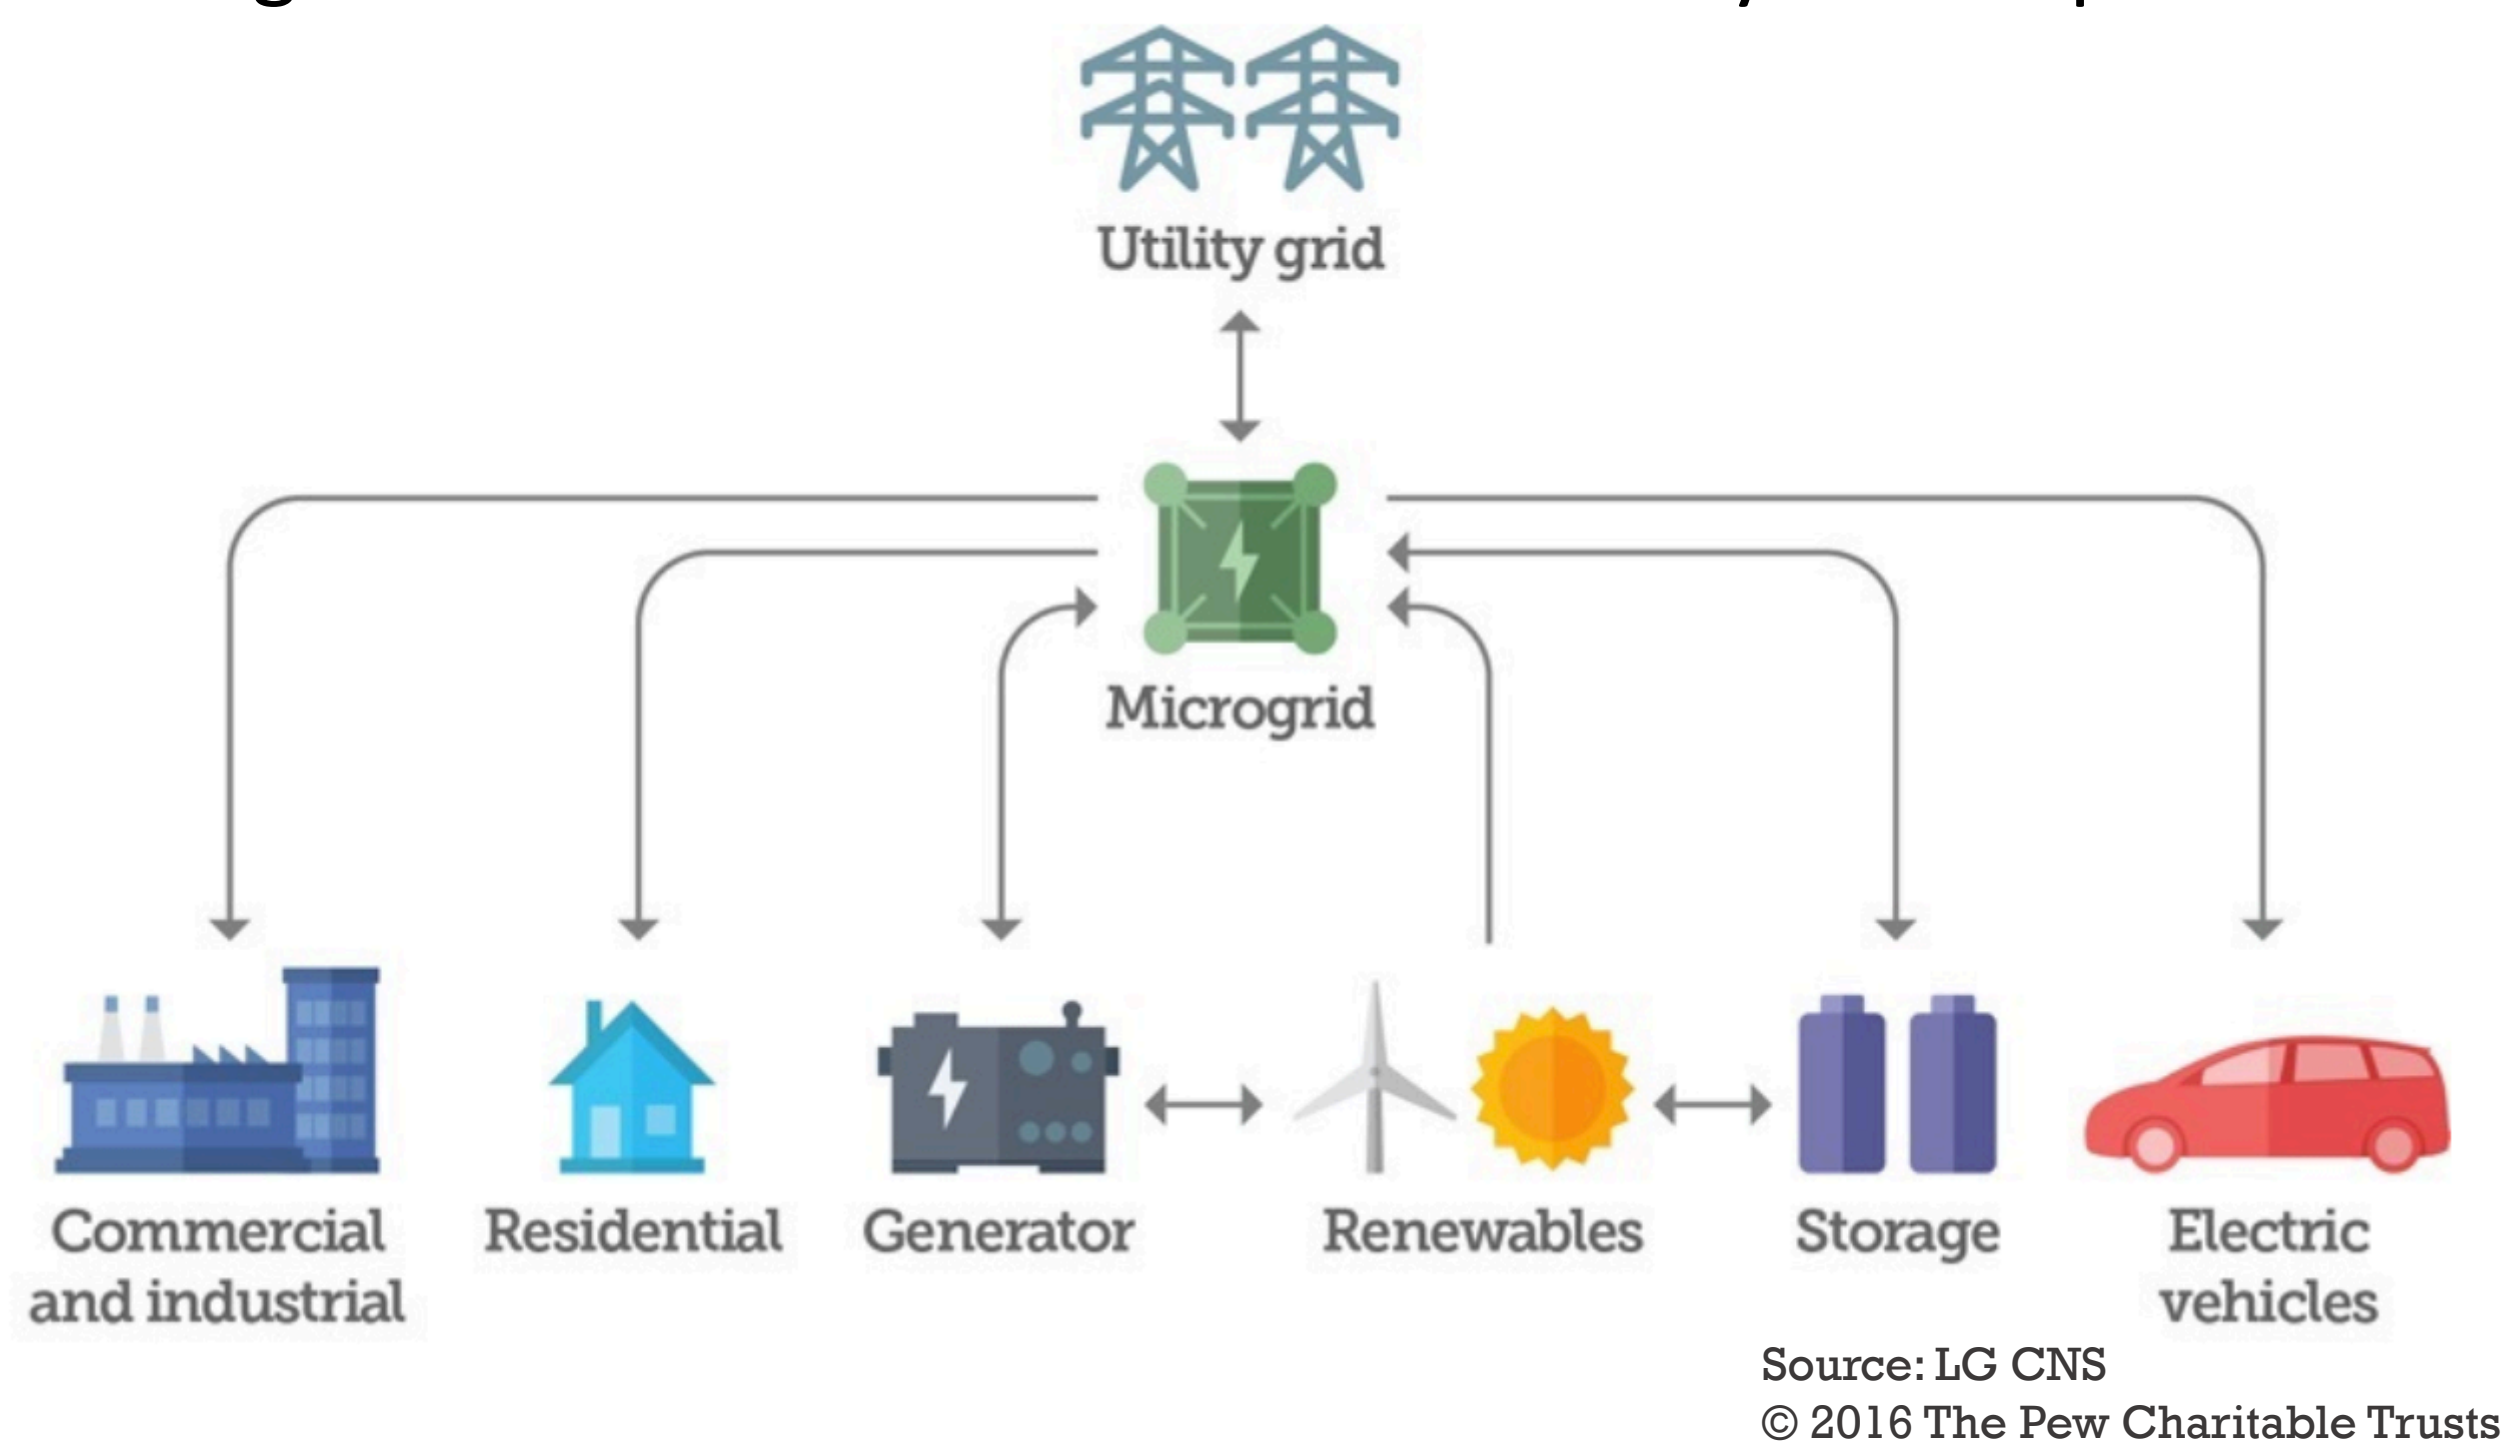 Utility grid
Microgrid
Commercial
and industrial
Residential
Generator
Renewables
Storage
Electric
vehicles
Source: LG CNS
© 2016 The Pew Charitable Trusts